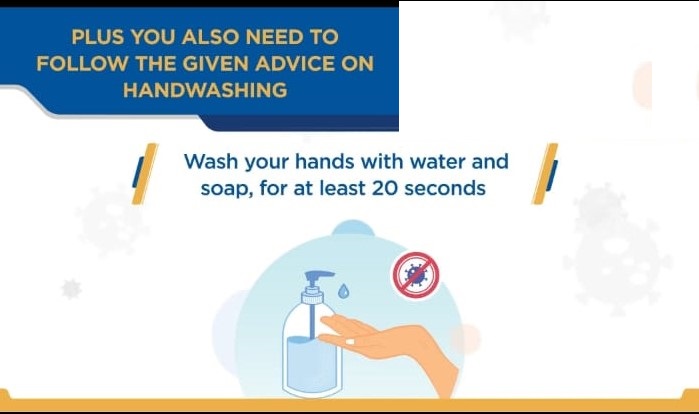 PLUS YOU ALSO NEED TO
FOLLOW THE GIVEN ADVICE ON
HANDWASHING
Wash your hands with water and
soap, for at least 20 seconds